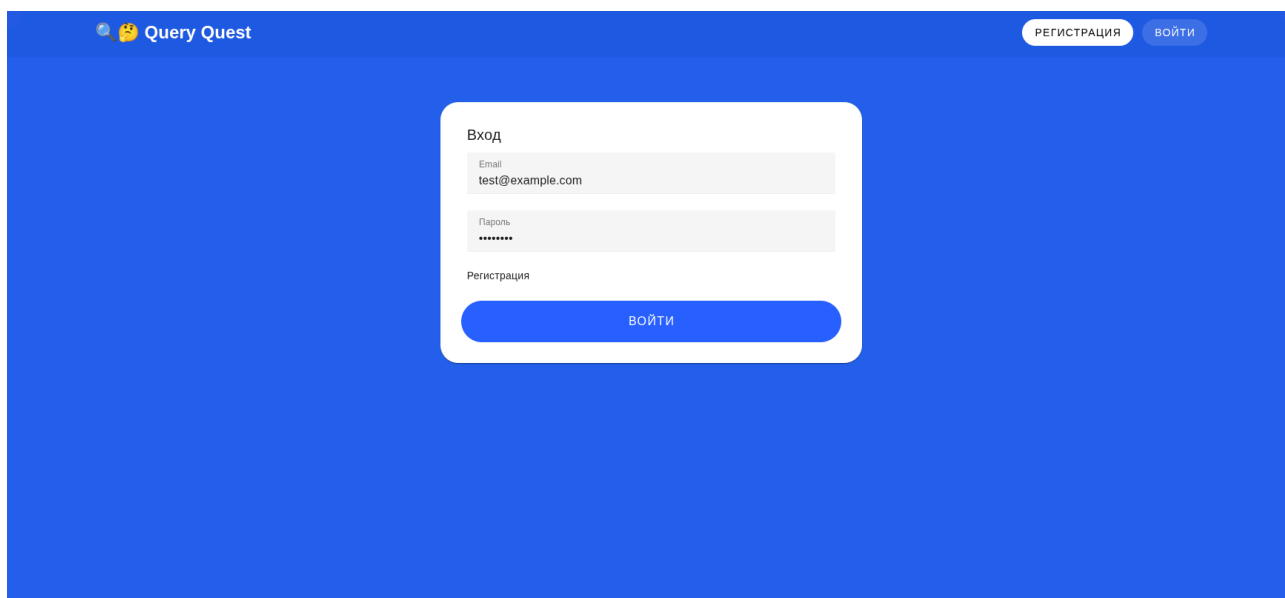 🔍🤔 Query Quest
РЕГИСТРАЦИЯ
ВОЙТИ
Вход
Email
test@example.com
Пароль
••••••••
Регистрация
ВОЙТИ